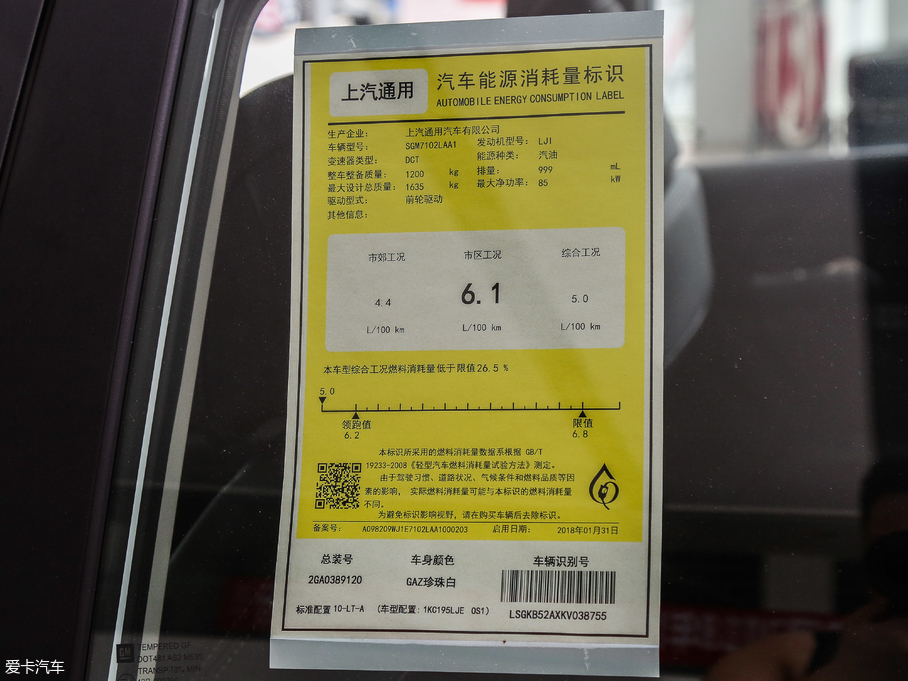 上汽通用
汽车能源消耗量标识
AUTOMOBILE ENERGY CONSUMPTION LABEL
生产企业： 上汽通用汽车有限公司
车辆型号： SGM7102LAA1 发动机型号： LJI
变速器类型： DCT 能源种类： 汽油
整车整备质量： 1200 kg 排量： 999 mL
最大设计总质量： 1635 kg 最大净功率： 85 kW
驱动型式： 前轮驱动
其他信息：
市郊工况 市区工况 综合工况
4.4 6.1 5.0
L/100 km L/100 km L/100 km
本车型综合工况燃料消耗量低于限值26.5 %
5.0
领跑值 限值
6.2 6.8
本标识所采用的燃料消耗量数据系根据 GB/T
19233-2008《轻型汽车燃料消耗量试验方法》测定。
由于驾驶习惯、道路状况、气候条件和燃料品质等因
素的影响， 实际燃料消耗量可能与本标识的燃料消耗量
不同。
为避免标识影响视野，请在购买车辆后去除标识。
备案号： A098209WJ1E7102LAA1000203 启用日期： 2018年01月31日
总装号 车身颜色 车辆识别号
2GA0389120 GAZ珍珠白
LSGKB52AXKV038755
标准配置 10-LT-A (车型配置：1KC195LJE 0S1)
GM
TEMPERED
TRANSP
爱卡汽车